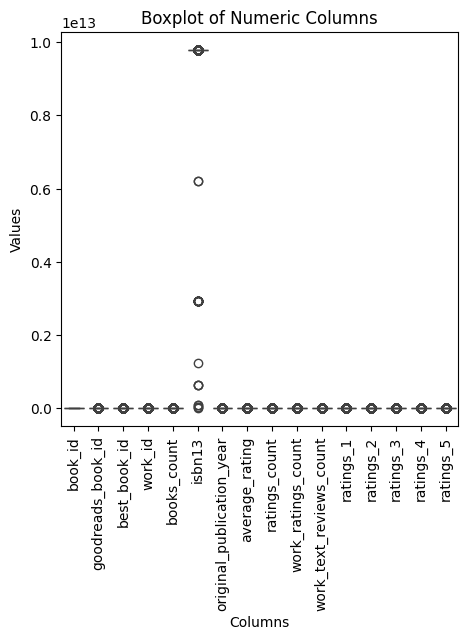 Boxplot of Numeric Columns
1e13
1.0
0.8
0.6
0.4
0.2
0.0
Values
book_id
goodreads_book_id
best_book_id
work_id
books_count
isbn13
original_publication_year
average_rating
ratings_count
work_ratings_count
work_text_reviews_count
ratings_1
ratings_2
ratings_3
ratings_4
ratings_5
Columns